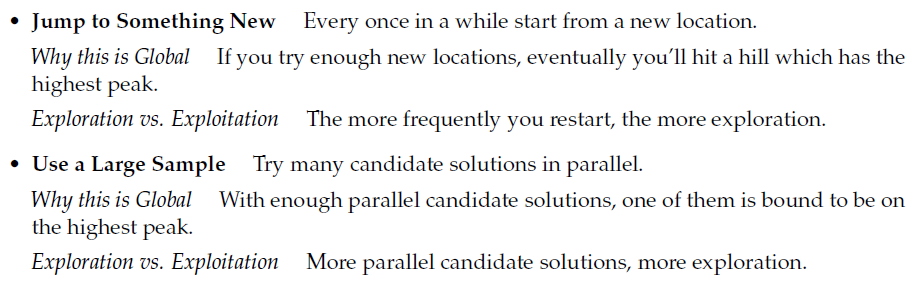 • Jump to Something New Every once in a while start from a new location.
Why this is Global If you try enough new locations, eventually you'll hit a hill which has the
highest peak.
Exploration vs. Exploitation The more frequently you restart, the more exploration.
• Use a Large Sample Try many candidate solutions in parallel.
Why this is Global With enough parallel candidate solutions, one of them is bound to be on
the highest peak.
Exploration vs. Exploitation More parallel candidate solutions, more exploration.